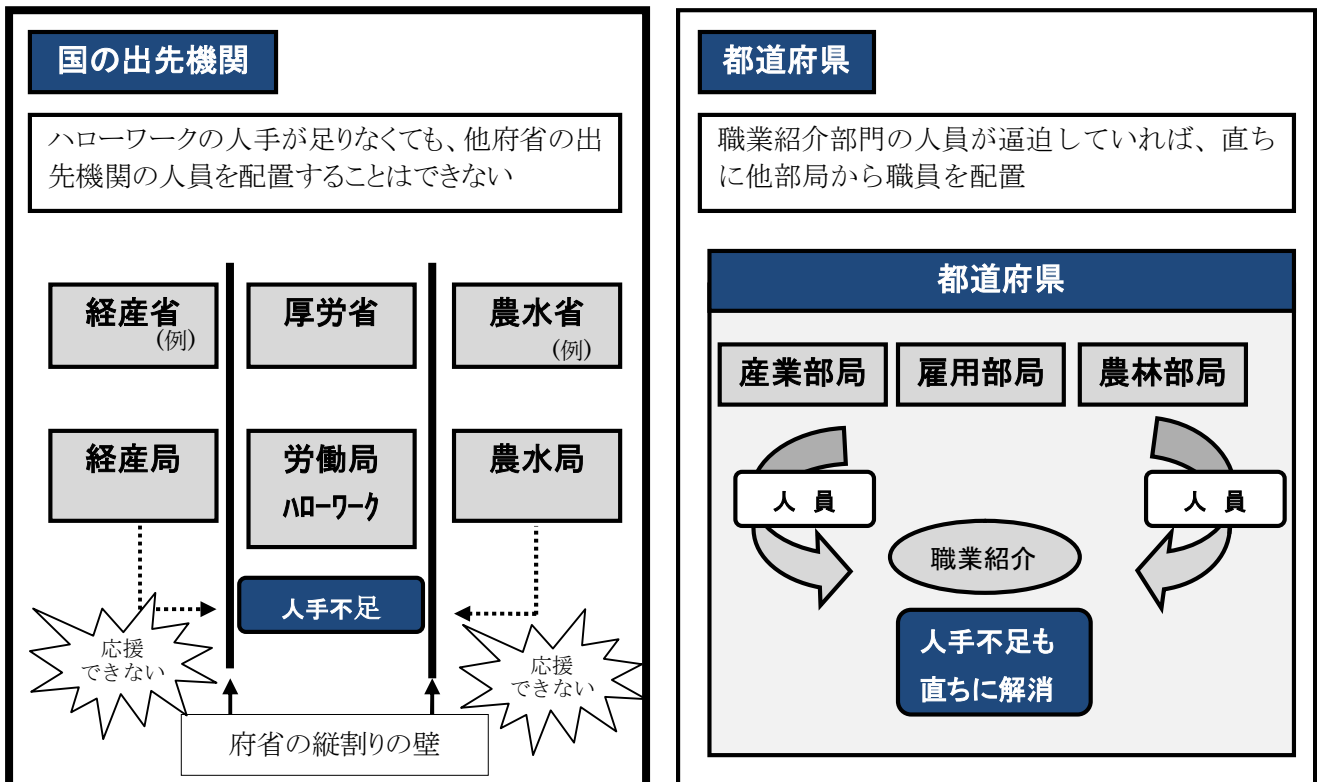 国の出先機関
ハローワークの人手が足りなくても、他府省の出
先機関の人員を配置することはできない
経産省
(例)
厚労省
農水省
(例)
経産局
労働局
ﾊﾛｰﾜｰｸ
農水局
人手不足
応援
できない
応援
できない
府省の縦割りの壁
都道府県
職業紹介部門の人員が逼迫していれば、直ち
に他部局から職員を配置
都道府県
産業部局
雇用部局
農林部局
人 員
人 員
職業紹介
人手不足も
直ちに解消